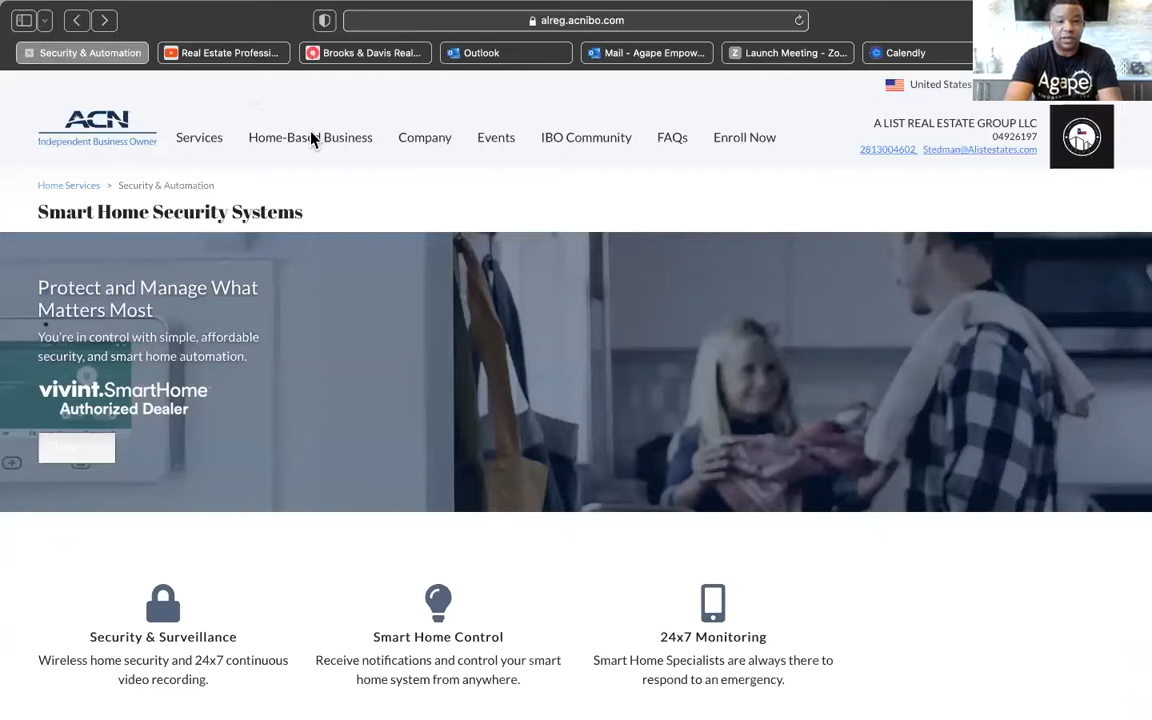 alreg.acnibo.com
Security & Automation
Real Estate Professi...
Brooks & Davis Real...
Outlook
Mail - Agape Empow...
Launch Meeting - Zo...
Calendly
Agape
United States
ACN
Independent Business Owner
Services
Home-Based Business
Company
Events
IBO Community
FAQs
Enroll Now
A LIST REAL ESTATE GROUP LLC
04926197
2813004602 Stedman@Alistestates.com
Home Services > Security & Automation
Smart Home Security Systems
Protect and Manage What
Matters Most
You're in control with simple, affordable
security, and smart home automation.
vivint.SmartHome
Authorized Dealer
Security & Surveillance
Wireless home security and 24x7 continuous
video recording.
Smart Home Control
Receive notifications and control your smart
home system from anywhere.
24x7 Monitoring
Smart Home Specialists are always there to
respond to an emergency.